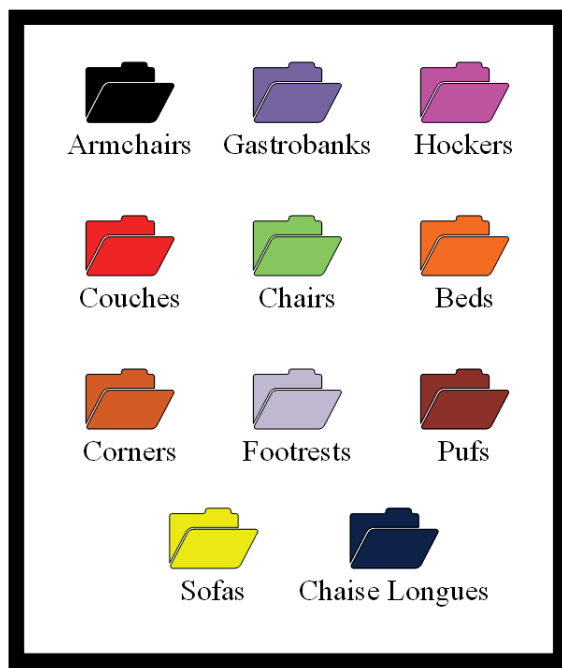 Armchairs Gastrobanks Hockers
Couches Chairs Beds
Corners Footrests Pufs
Sofas Chaise Longues